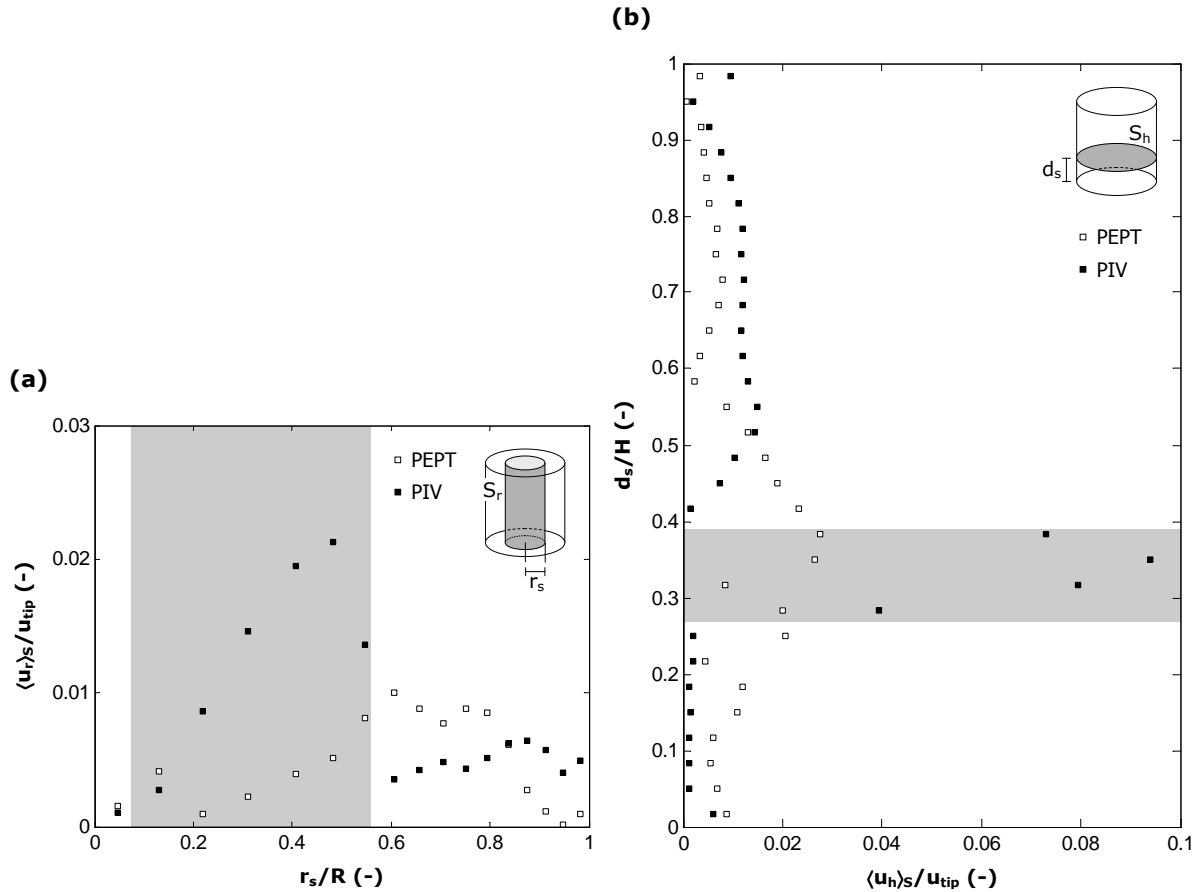 (b)
1
0.9
0.8
0.7
0.6
0.5
0.4
0.3
0.2
0.1
0
d_s/H (-)
0 0.02 0.04 0.06 0.08 0.1
⟨u_h⟩_S/u_tip (-)
S_h
d_s
PEPT
PIV
(a)
0.03
0.02
0.01
0
⟨u_r⟩_S/u_tip (-)
0 0.2 0.4 0.6 0.8 1
r_s/R (-)
PEPT
PIV
S_r
r_s